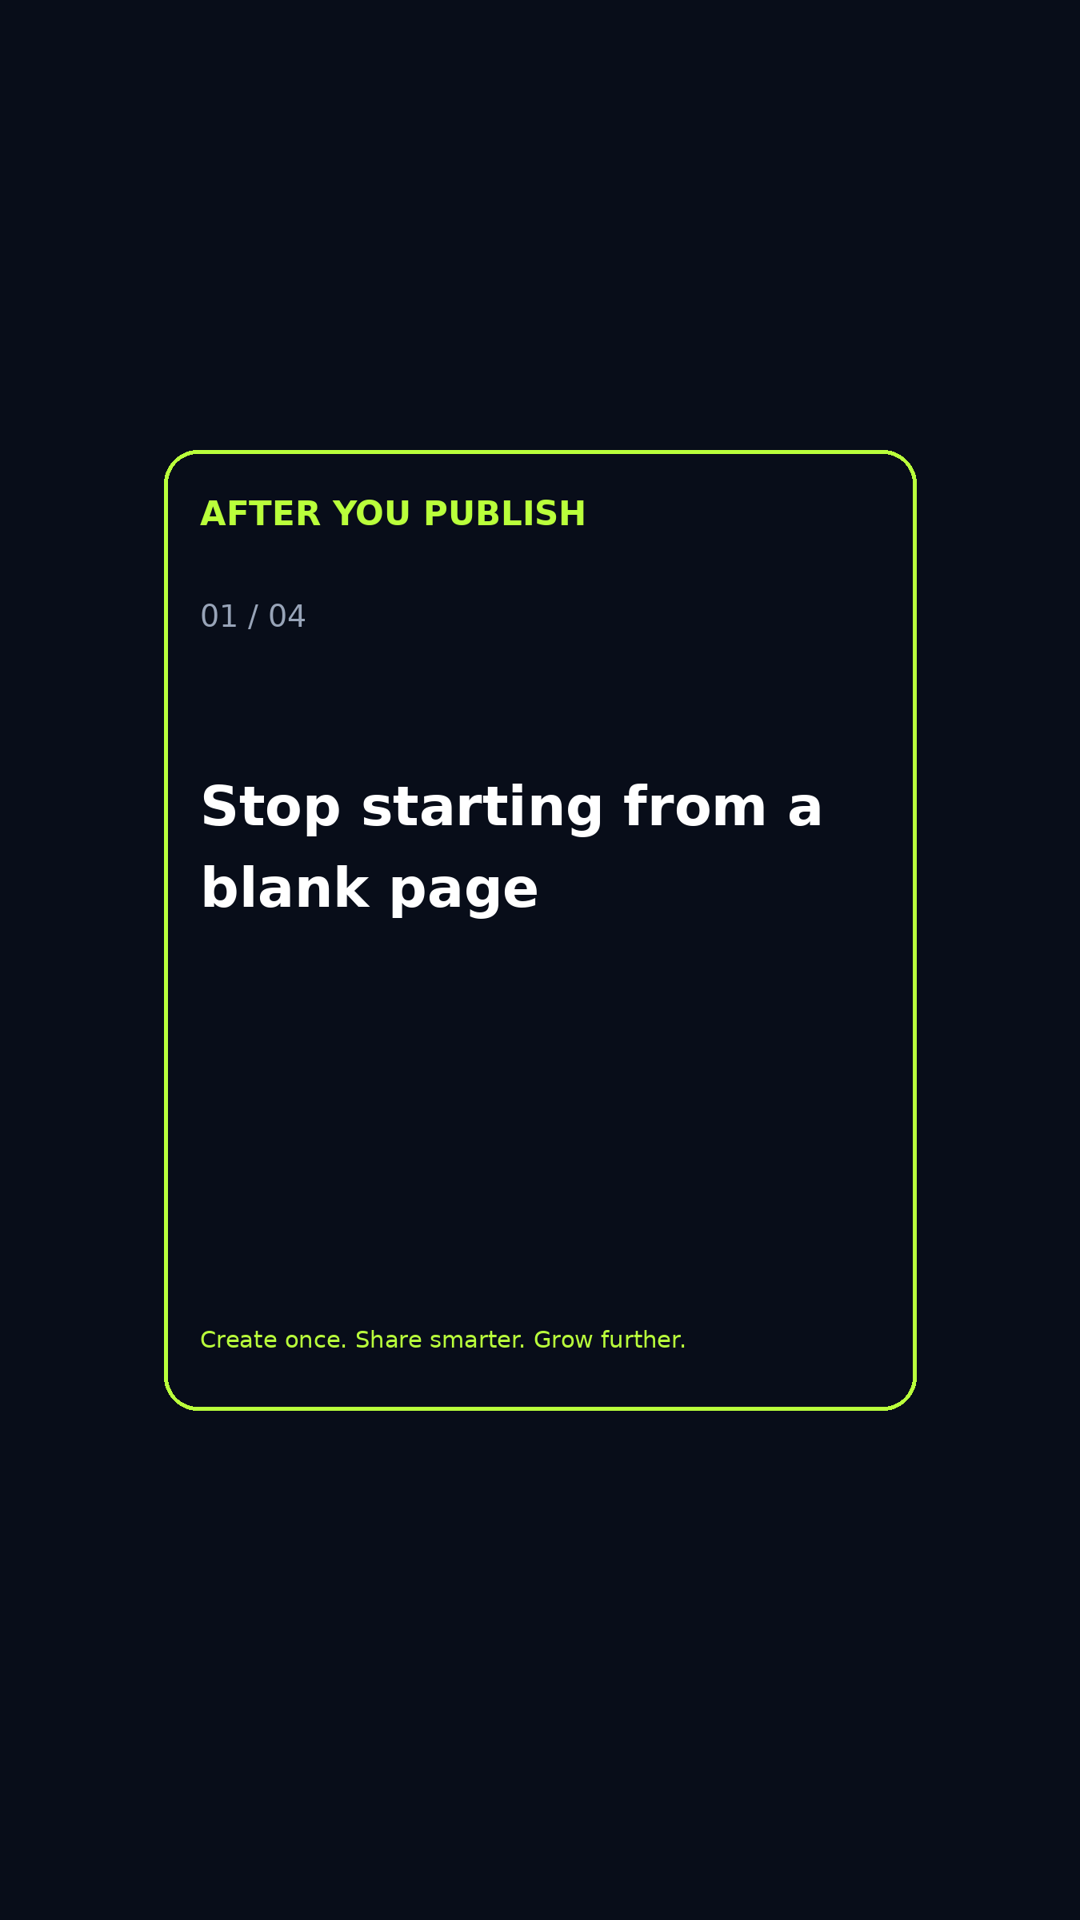 AFTER YOU PUBLISH
01 / 04
Stop starting from a
blank page
Create once. Share smarter. Grow further.